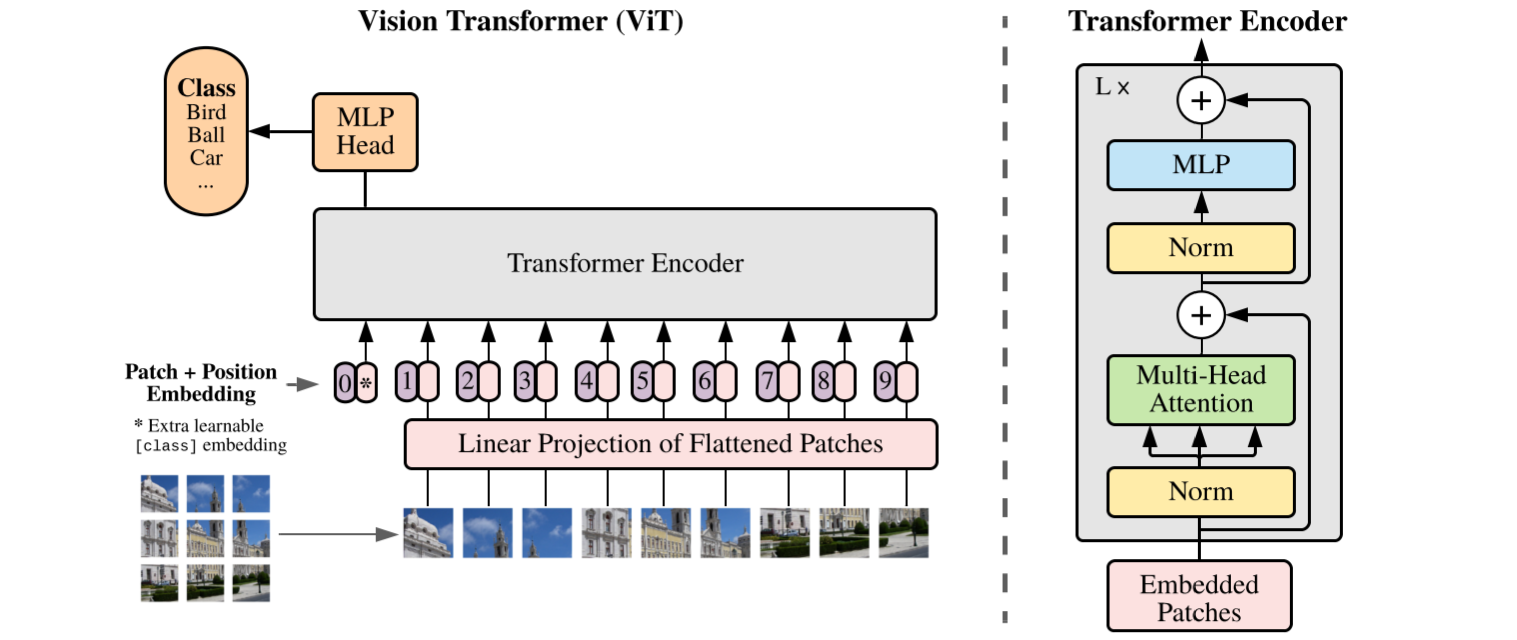 Vision Transformer (ViT)
Class
Bird
Ball
Car
...
MLP
Head
Transformer Encoder
Patch + Position
Embedding
* Extra learnable
[class] embedding
0 * 1 2 3 4 5 6 7 8 9
Linear Projection of Flattened Patches
Transformer Encoder
L x
+
MLP
Norm
+
Multi-Head
Attention
Norm
Embedded
Patches